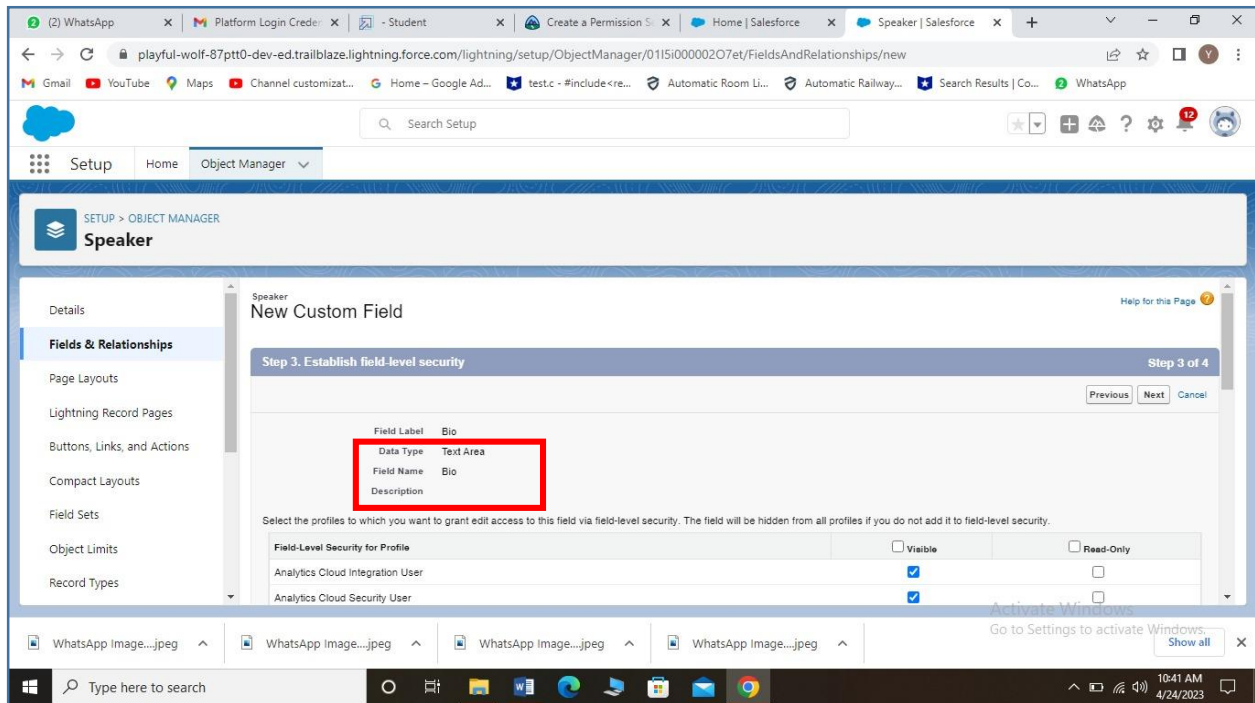 (2) WhatsApp
Platform Login Creder
- Student
Create a Permission S
Home | Salesforce
Speaker | Salesforce
playful-wolf-87ptt0-dev-ed.trailblaze.lightning.force.com/lightning/setup/ObjectManager/01I5i000002O7et/FieldsAndRelationships/new
Y
Gmail
YouTube
Maps
Channel customizat...
Home – Google Ad...
test.c - #include<re...
Automatic Room Li...
Automatic Railway...
Search Results | Co...
WhatsApp
Search Setup
12
Setup
Home
Object Manager
SETUP > OBJECT MANAGER
Speaker
Details
Fields & Relationships
Page Layouts
Lightning Record Pages
Buttons, Links, and Actions
Compact Layouts
Field Sets
Object Limits
Record Types
Speaker
New Custom Field
Help for this Page
Step 3. Establish field-level security
Step 3 of 4
Previous Next Cancel
Field Label Bio
Data Type Text Area
Field Name Bio
Description
Select the profiles to which you want to grant edit access to this field via field-level security. The field will be hidden from all profiles if you do not add it to field-level security.
Field-Level Security for Profile Visible Read-Only
Analytics Cloud Integration User
Analytics Cloud Security User
Activate Windows
Go to Settings to activate Windows.
WhatsApp Image....jpeg
WhatsApp Image....jpeg
WhatsApp Image....jpeg
WhatsApp Image....jpeg
Show all
Type here to search
10:41 AM
4/24/2023